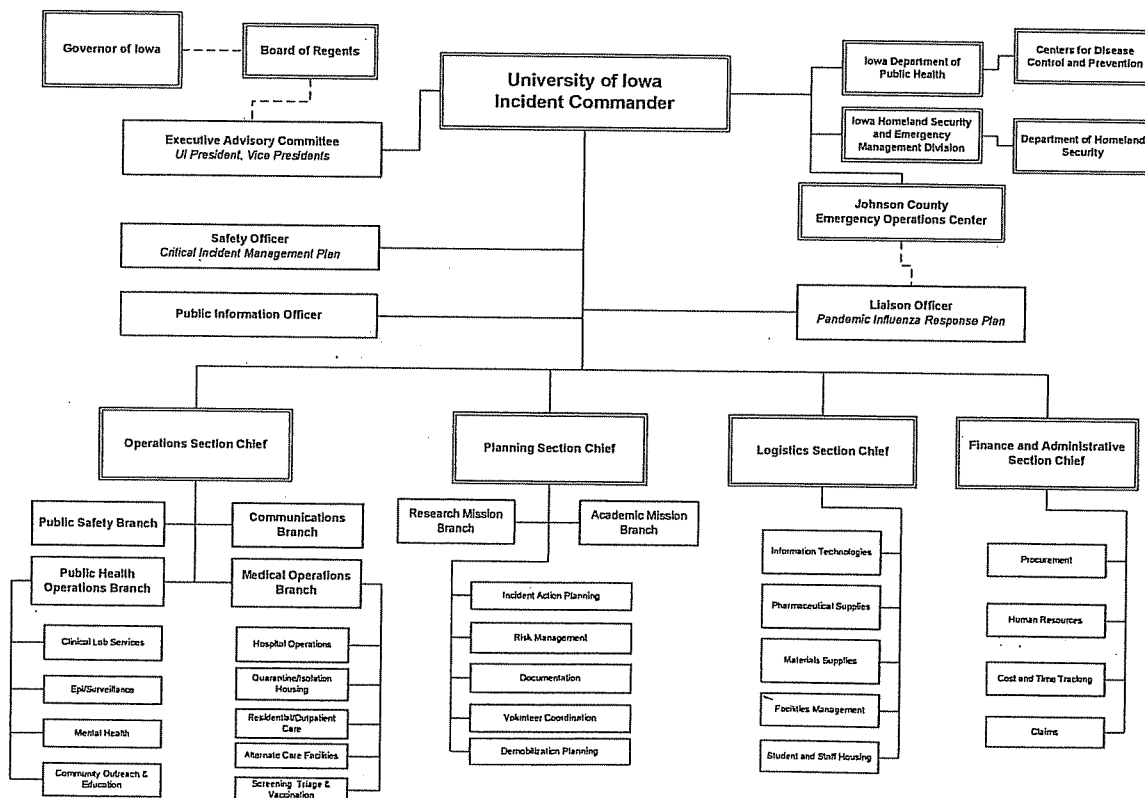 Governor of Iowa
Board of Regents
University of Iowa
Incident Commander
Iowa Department of
Public Health
Centers for Disease
Control and Prevention
Executive Advisory Committee
UI President, Vice Presidents
Iowa Homeland Security
and Emergency
Management Division
Department of Homeland
Security
Johnson County
Emergency Operations Center
Safety Officer
Critical Incident Management Plan
Public Information Officer
Liaison Officer
Pandemic Influenza Response Plan
Operations Section Chief
Planning Section Chief
Logistics Section Chief
Finance and Administrative
Section Chief
Public Safety Branch
Communications
Branch
Public Health
Operations Branch
Medical Operations
Branch
Clinical Lab Services
Epi/Surveillance
Mental Health
Community Outreach &
Education
Hospital Operations
Quarantine/Isolation
Housing
Residential/Outpatient
Care
Alternate Care Facilities
Screening Triage &
Vaccination
Research Mission
Branch
Academic Mission
Branch
Incident Action Planning
Risk Management
Documentation
Volunteer Coordination
Demobilization Planning
Information Technologies
Pharmaceutical Supplies
Materials Supplies
Facilities Management
Student and Staff Housing
Procurement
Human Resources
Cost and Time Tracking
Claims